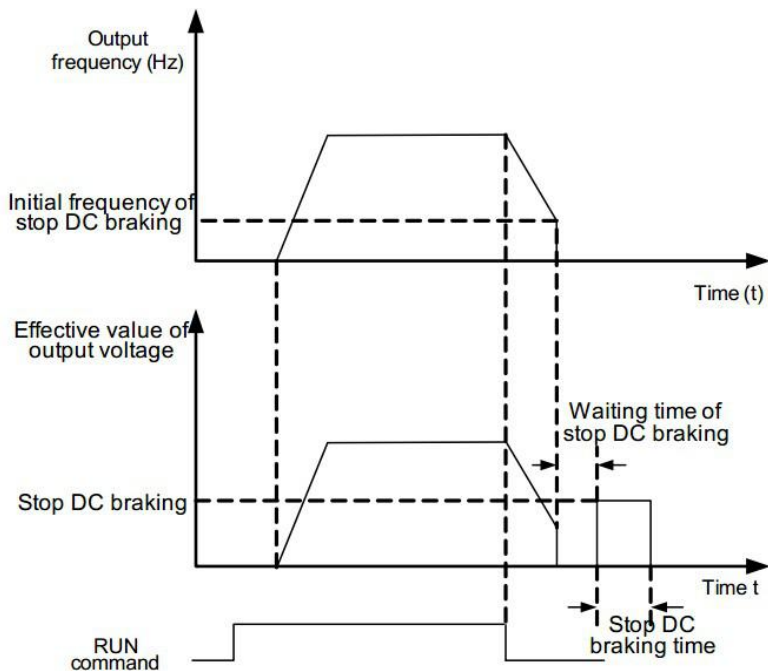 Output
frequency (Hz)
Initial frequency of
stop DC braking
Time (t)
Effective value of
output voltage
Waiting time of
stop DC braking
Stop DC braking
Time t
Stop DC
braking time
RUN
command